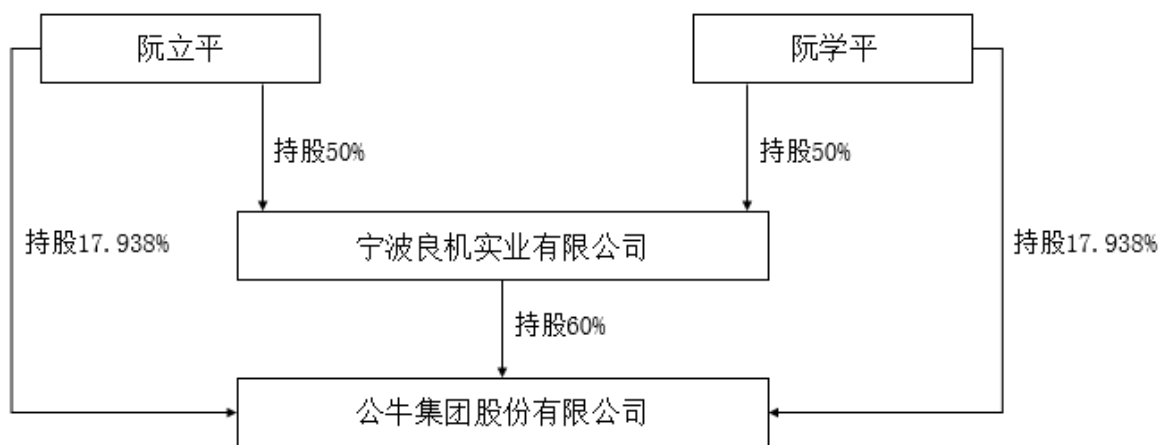 阮立平
阮学平
持股50%
持股50%
持股17.938%
宁波良机实业有限公司
持股17.938%
持股60%
公牛集团股份有限公司